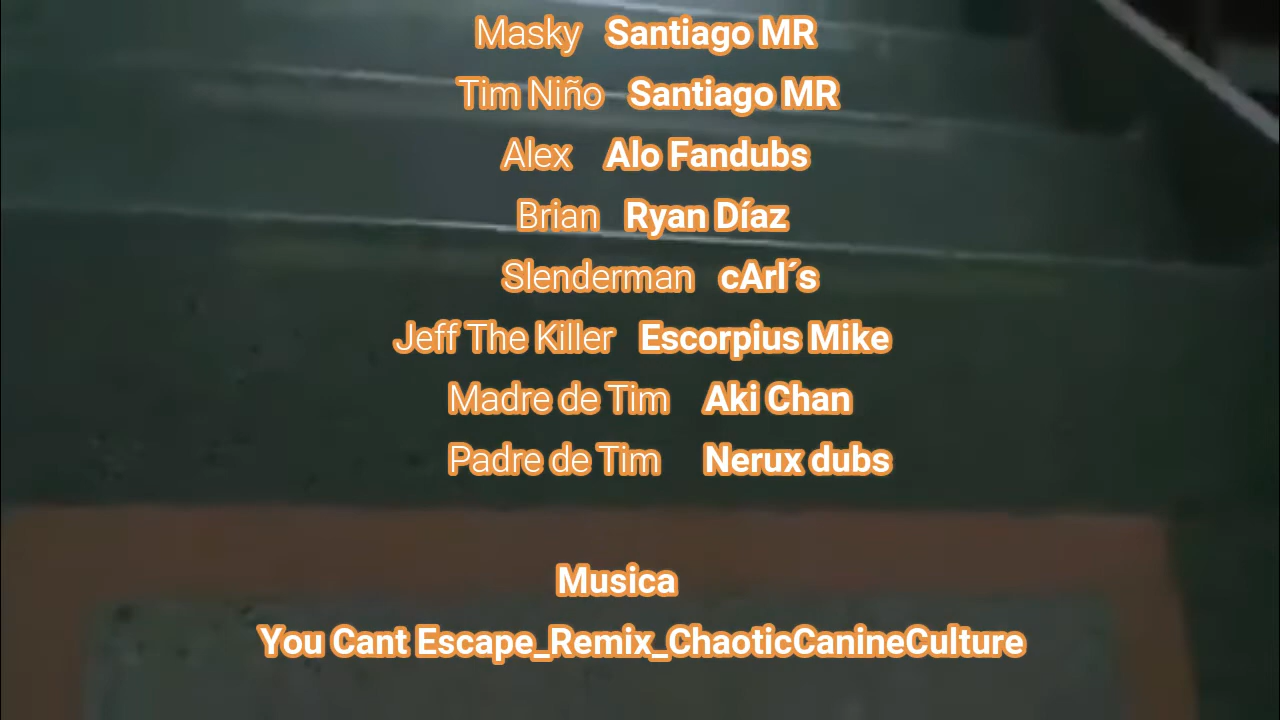 Masky Santiago MR
Tim Niño Santiago MR
Alex Alo Fandubs
Brian Ryan Díaz
Slenderman cArl´s
Jeff The Killer Escorpius Mike
Madre de Tim Aki Chan
Padre de Tim Nerux dubs
Musica
You Cant Escape_Remix_ChaoticCanineCulture